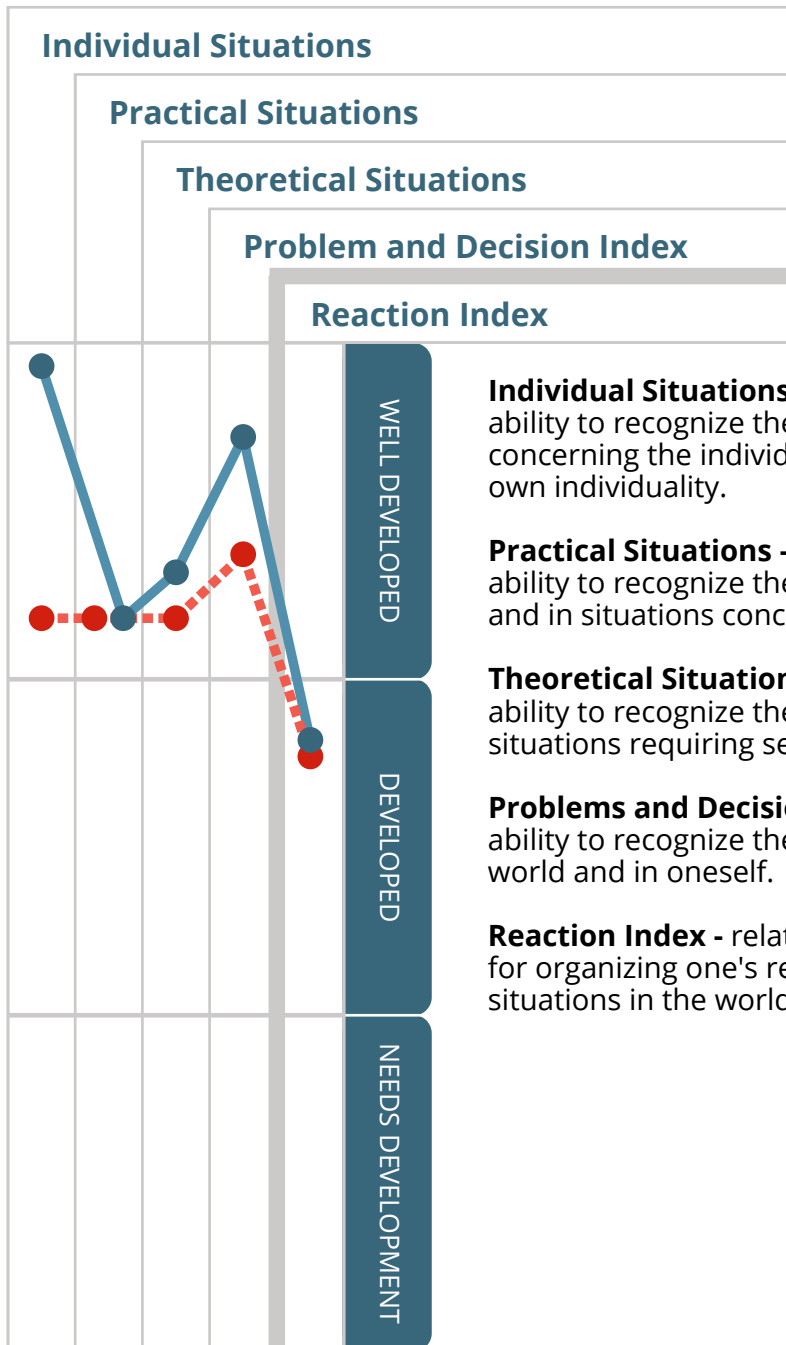 Individual Situations
Practical Situations
Theoretical Situations
Problem and Decision Index
Reaction Index
WELL DEVELOPED
DEVELOPED
NEEDS DEVELOPMENT
Individual Situations
ability to recognize the
concerning the individ
own individuality.
Practical Situations -
ability to recognize the
and in situations conc
Theoretical Situation
ability to recognize the
situations requiring se
Problems and Decisio
ability to recognize the
world and in oneself.
Reaction Index - relat
for organizing one's re
situations in the world